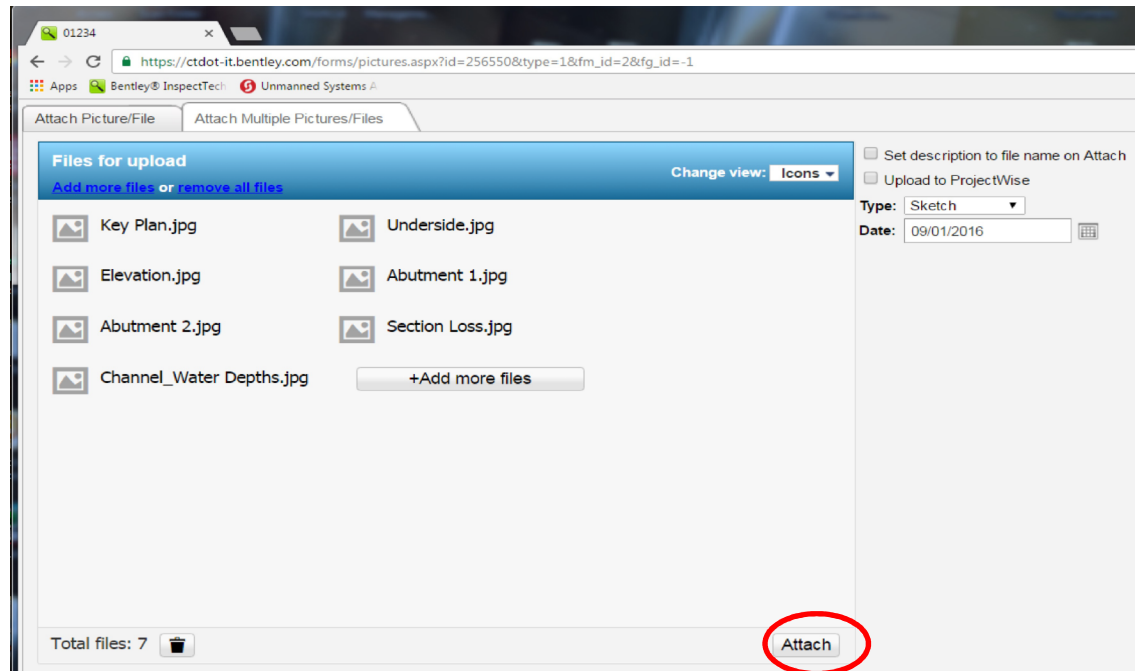 01234
https://ctdot-it.bentley.com/forms/pictures.aspx?id=256550&type=1&fm_id=2&fg_id=-1
Apps Bentley® InspectTech Unmanned Systems A
Attach Picture/File Attach Multiple Pictures/Files
Files for upload
Add more files or remove all files
Change view: Icons
Set description to file name on Attach
Upload to ProjectWise
Type: Sketch
Date: 09/01/2016
Key Plan.jpg Underside.jpg
Elevation.jpg Abutment 1.jpg
Abutment 2.jpg Section Loss.jpg
Channel_Water Depths.jpg +Add more files
Total files: 7 Attach